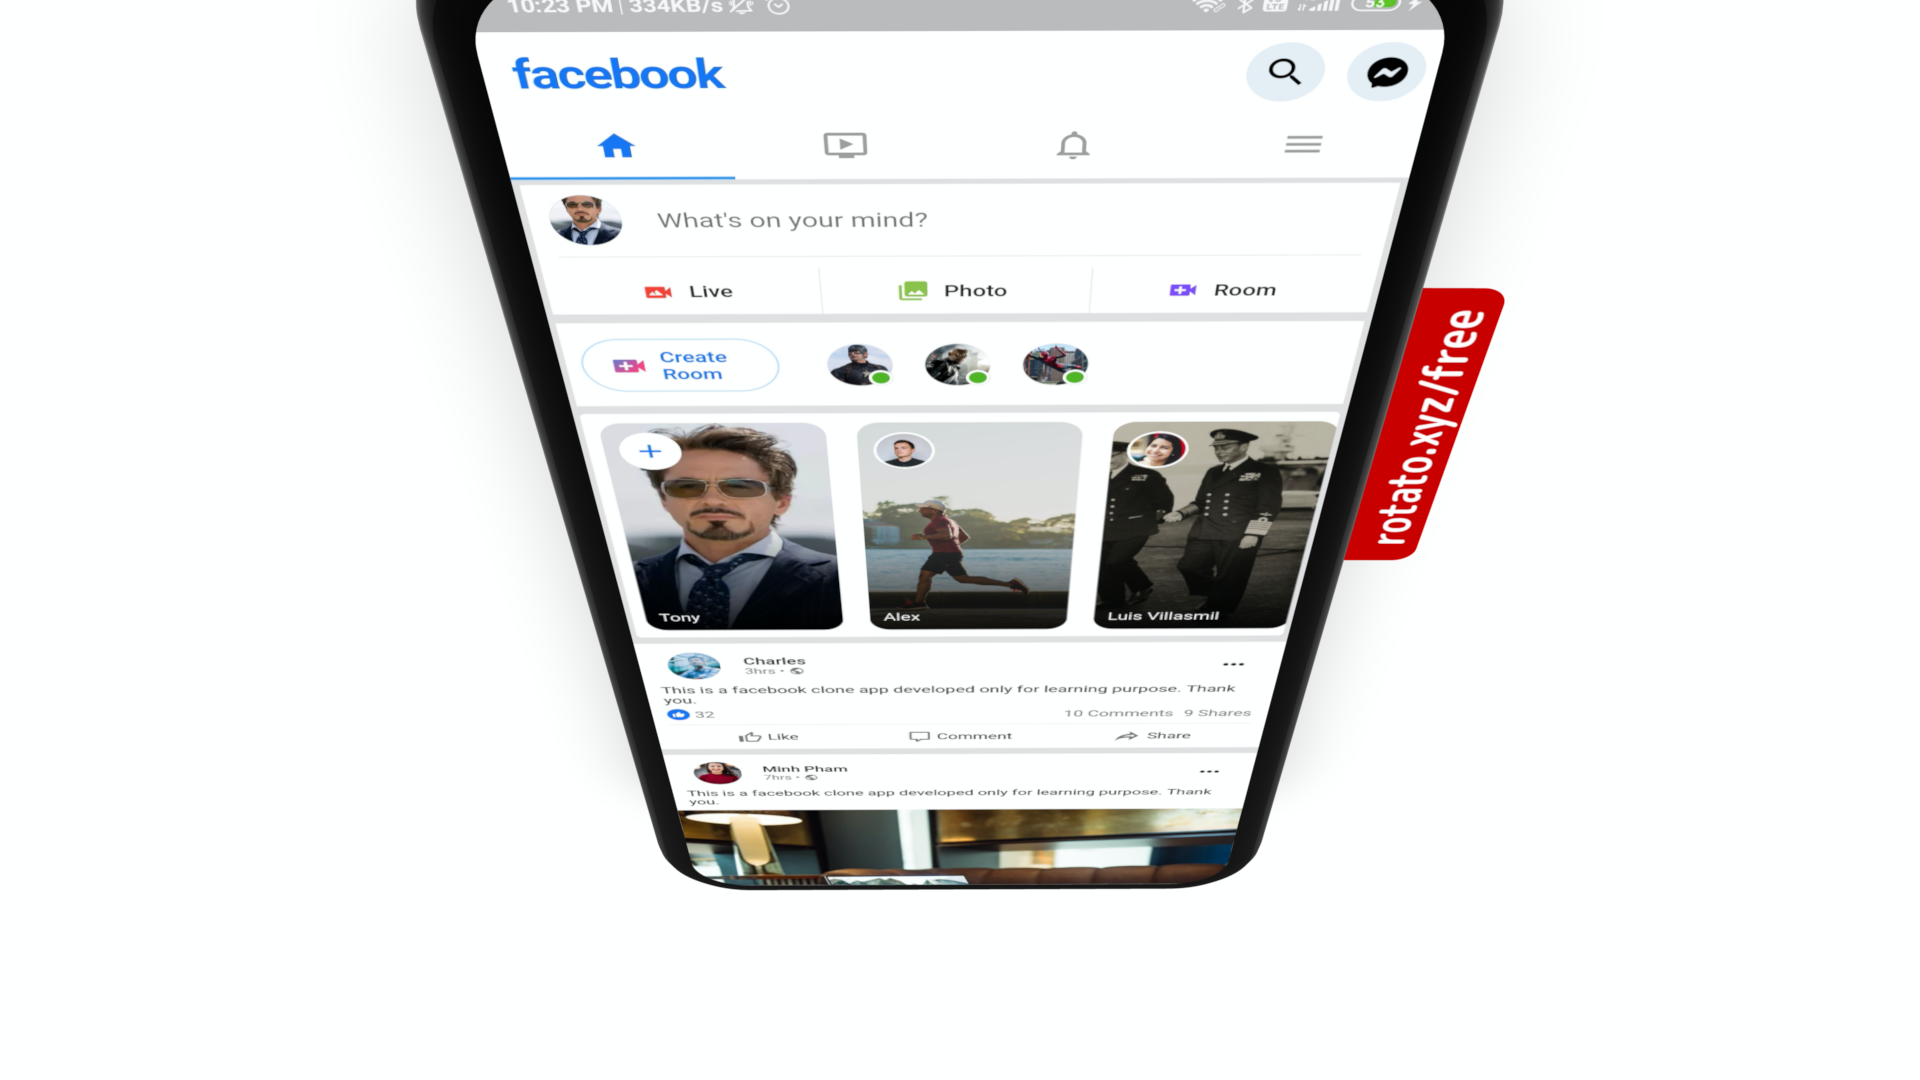 10:23 PM | 334KB/s
53
facebook
What's on your mind?
Live
Photo
Room
Create
Room
Tony
Alex
Luis Villasmil
Charles
3hrs •
This is a facebook clone app developed only for learning purpose. Thank
you.
32
10 Comments 9 Shares
Like
Comment
Share
Minh Pham
7hrs •
This is a facebook clone app developed only for learning purpose. Thank
you.
rotato.xyz/free